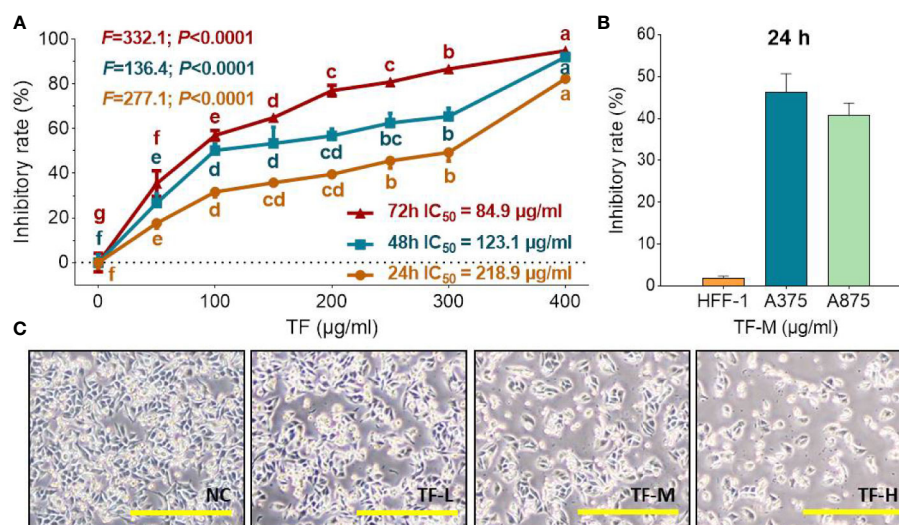 A
F=332.1; P<0.0001
F=136.4; P<0.0001
F=277.1; P<0.0001
Inhibitory rate (%)
100
80
60
40
20
0
g
f
e
d
c
c
b
a
f
e
d
d
cd
bc
b
a
f
e
d
cd
cd
b
b
a
72h IC50 = 84.9 µg/ml
48h IC50 = 123.1 µg/ml
24h IC50 = 218.9 µg/ml
0 100 200 300 400
TF (µg/ml)
B
24 h
Inhibitory rate (%)
60
50
40
30
20
10
0
HFF-1 A375 A875
TF-M (µg/ml)
C
NC
TF-L
TF-M
TF-H